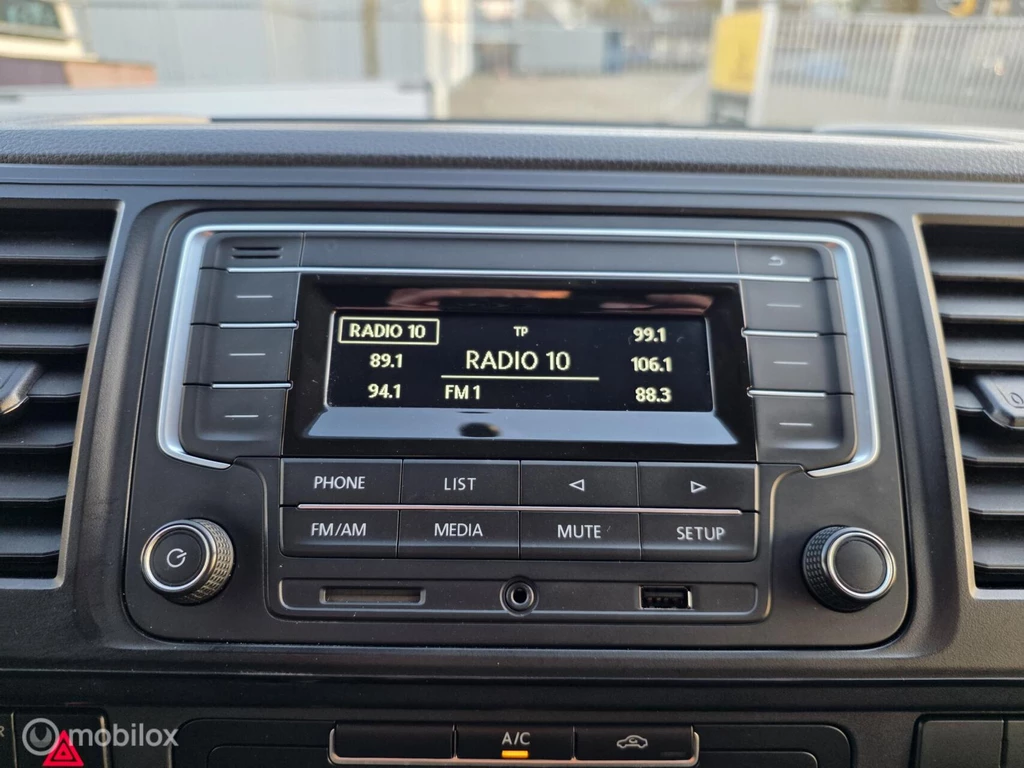 RADIO 10 TP 99.1
89.1 RADIO 10 106.1
94.1 FM 1 88.3
PHONE LIST
FM/AM MEDIA MUTE SETUP
A/C
R
mobilox